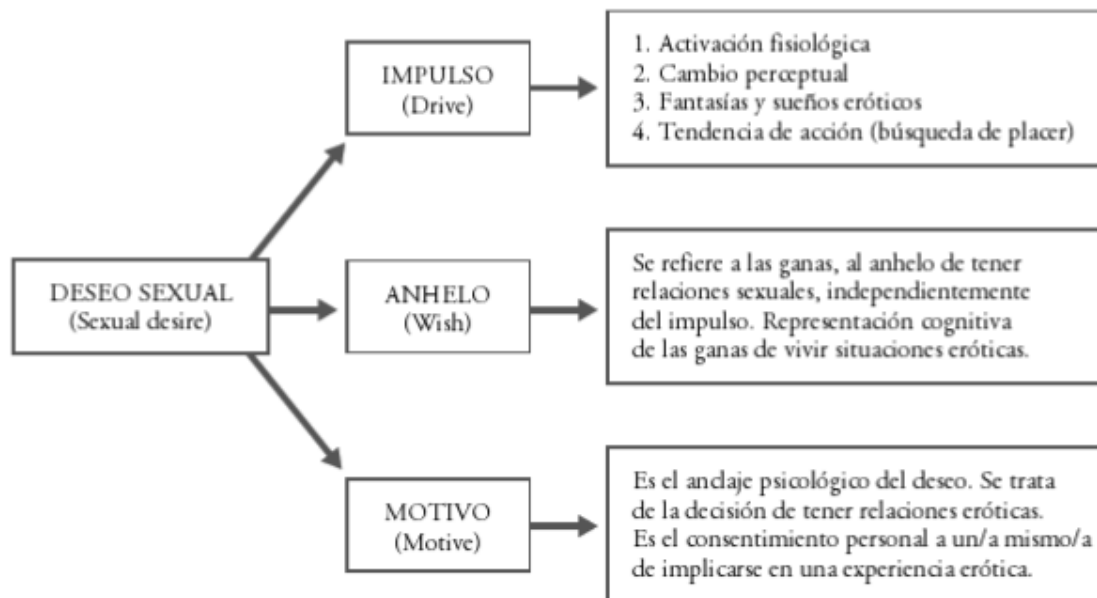 DESEO SEXUAL
(Sexual desire)
IMPULSO
(Drive)
1. Activación fisiológica
2. Cambio perceptual
3. Fantasías y sueños eróticos
4. Tendencia de acción (búsqueda de placer)
ANHELO
(Wish)
Se refiere a las ganas, al anhelo de tener
relaciones sexuales, independientemente
del impulso. Representación cognitiva
de las ganas de vivir situaciones eróticas.
MOTIVO
(Motive)
Es el anclaje psicológico del deseo. Se trata
de la decisión de tener relaciones eróticas.
Es el consentimiento personal a un/a mismo/a
de implicarse en una experiencia erótica.